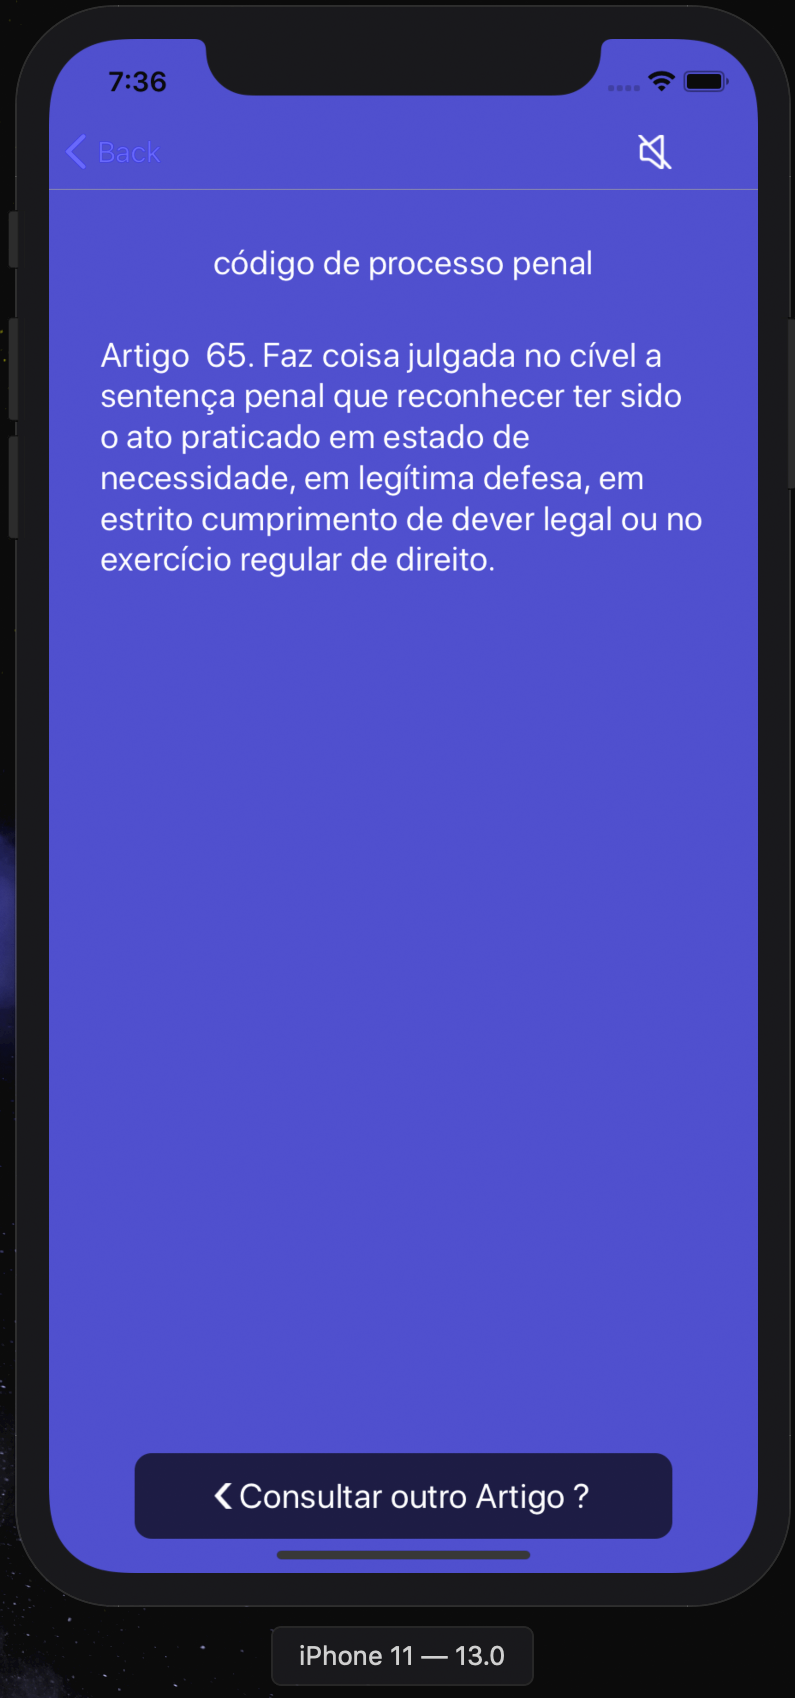 7:36
Back
código de processo penal
Artigo  65. Faz coisa julgada no cível a
sentença penal que reconhecer ter sido
o ato praticado em estado de
necessidade, em legítima defesa, em
estrito cumprimento de dever legal ou no
exercício regular de direito.
Consultar outro Artigo ?
iPhone 11 — 13.0